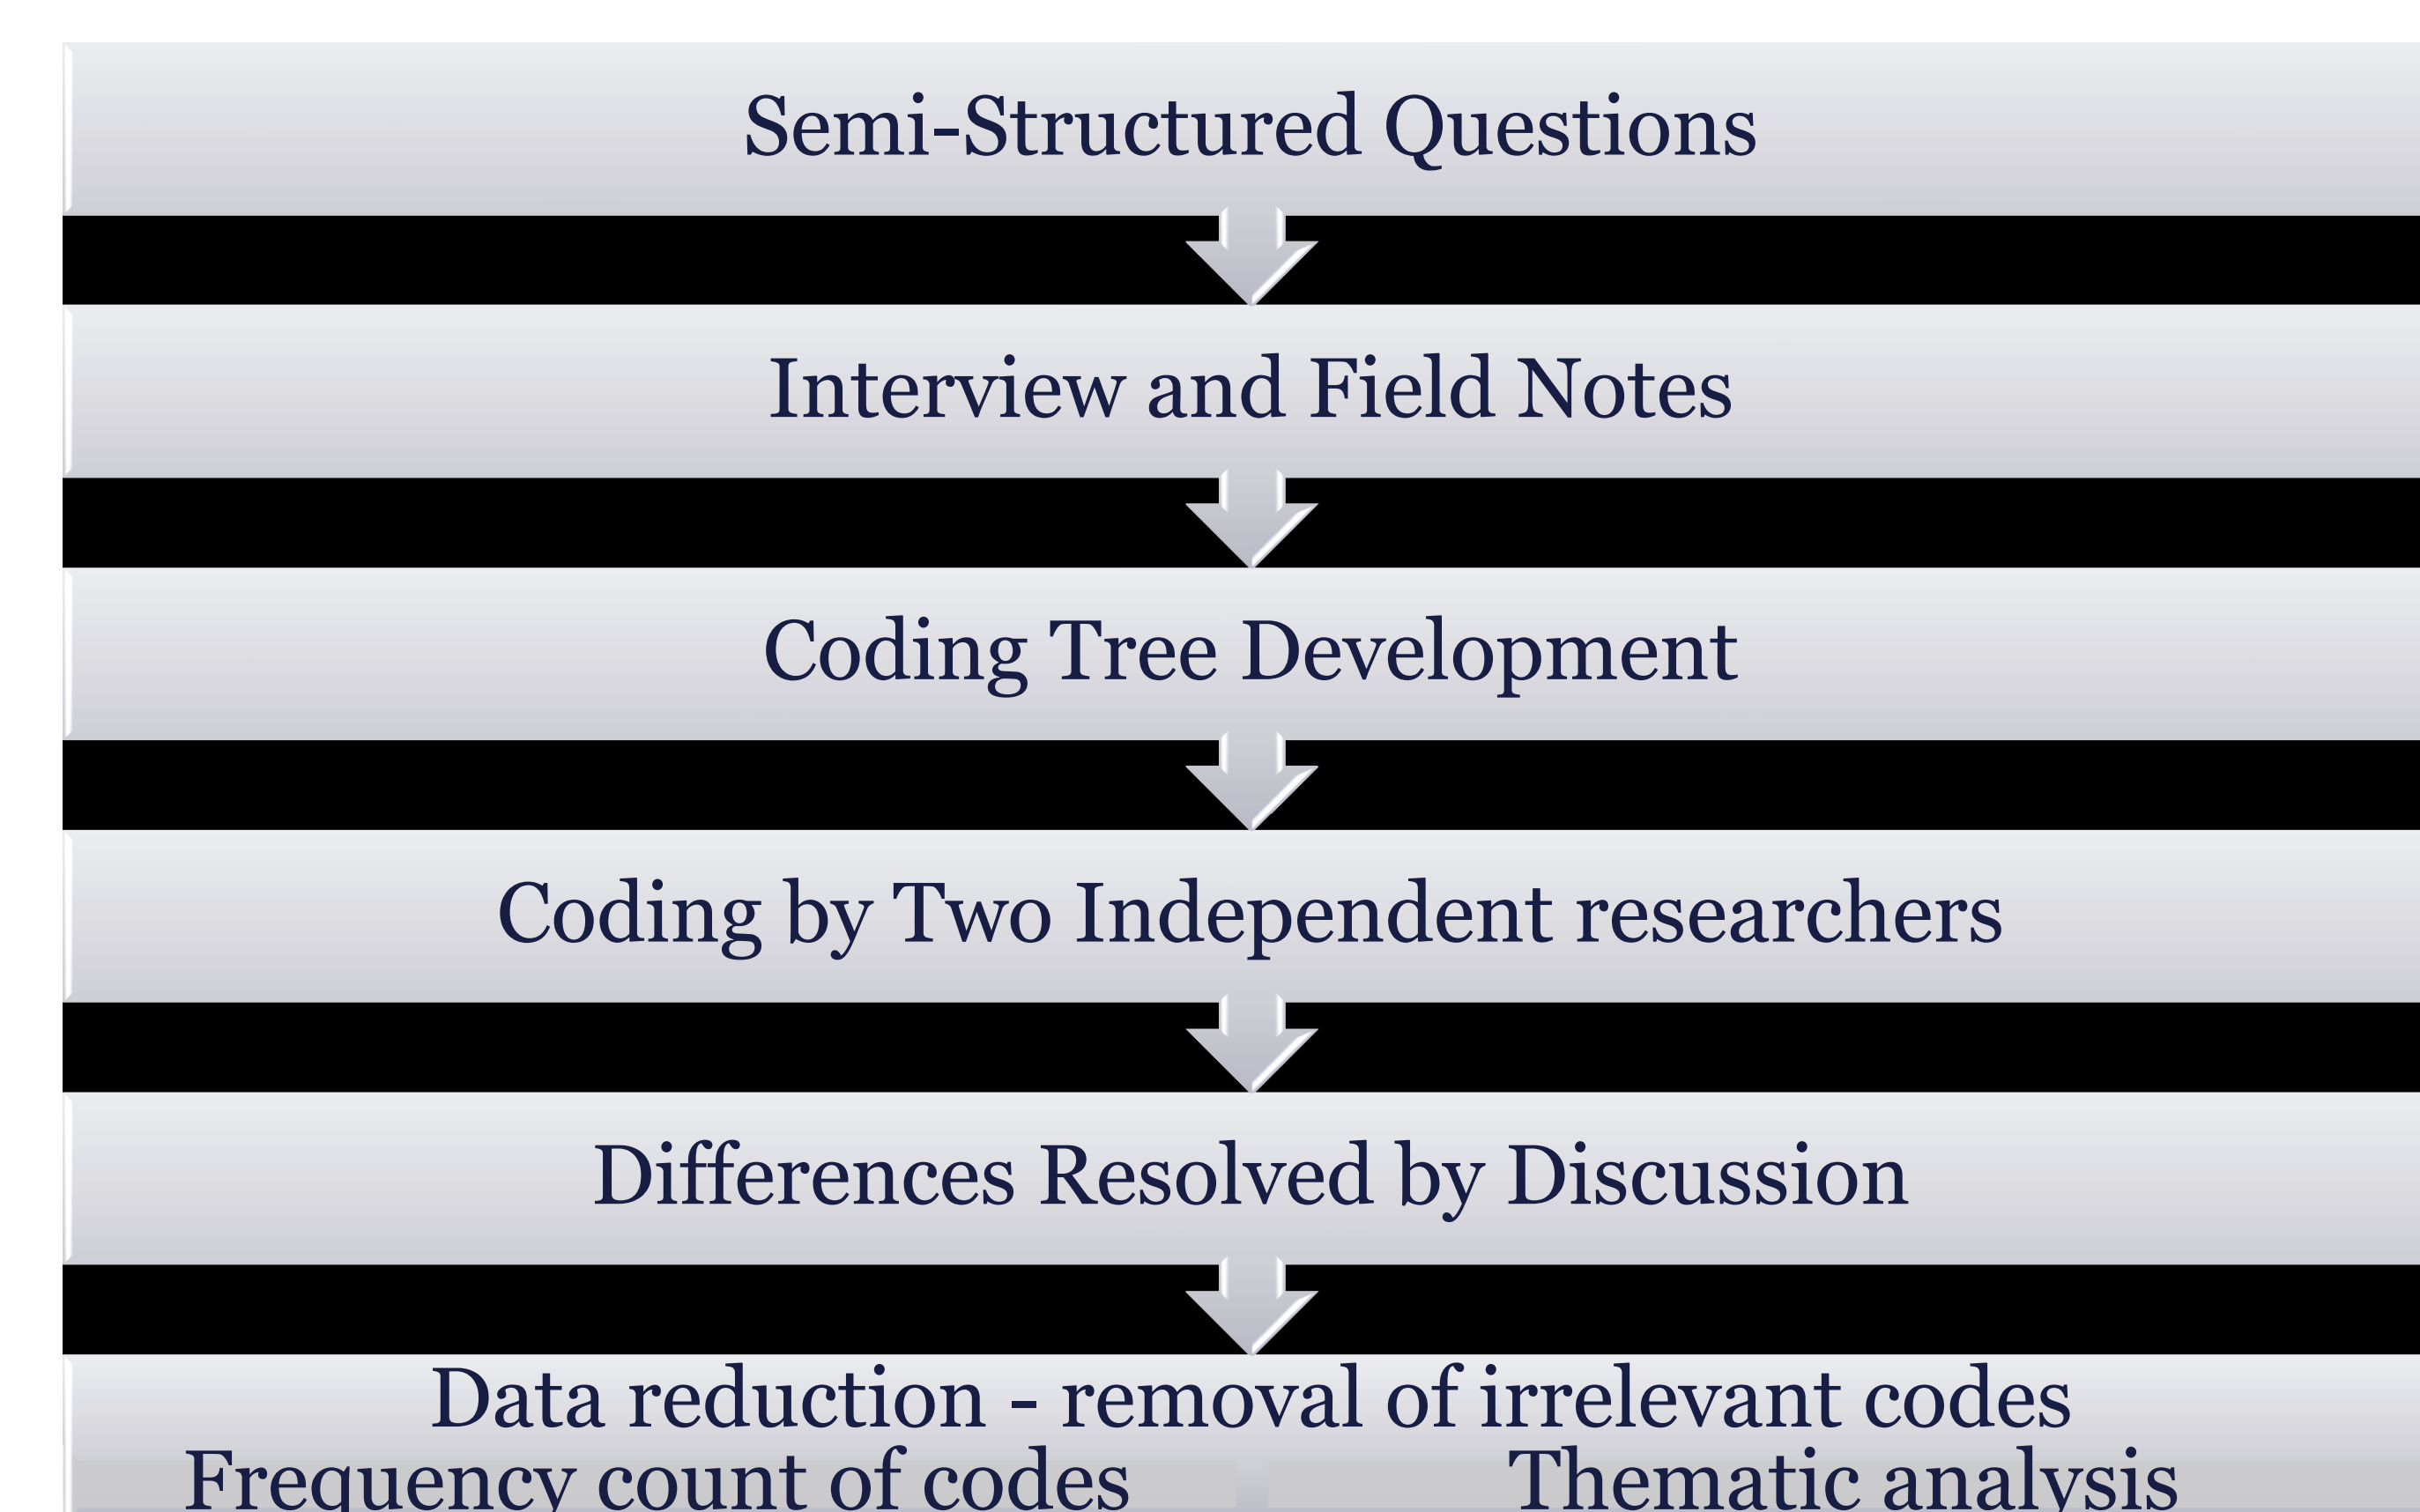 Semi-Structured Questions
Interview and Field Notes
Coding Tree Development
Coding by Two Independent researchers
Differences Resolved by Discussion
Data reduction - removal of irrelevant codes
Frequency count of codes
Thematic analysis